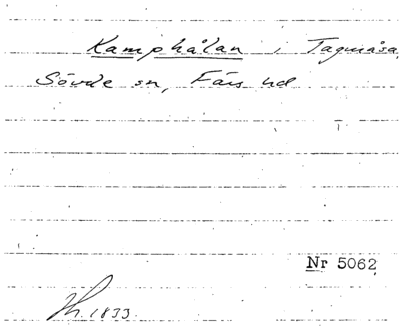 Kamphålan i Tagmåsa,
Sövde sn, Färs hd
Nr 5062
1833